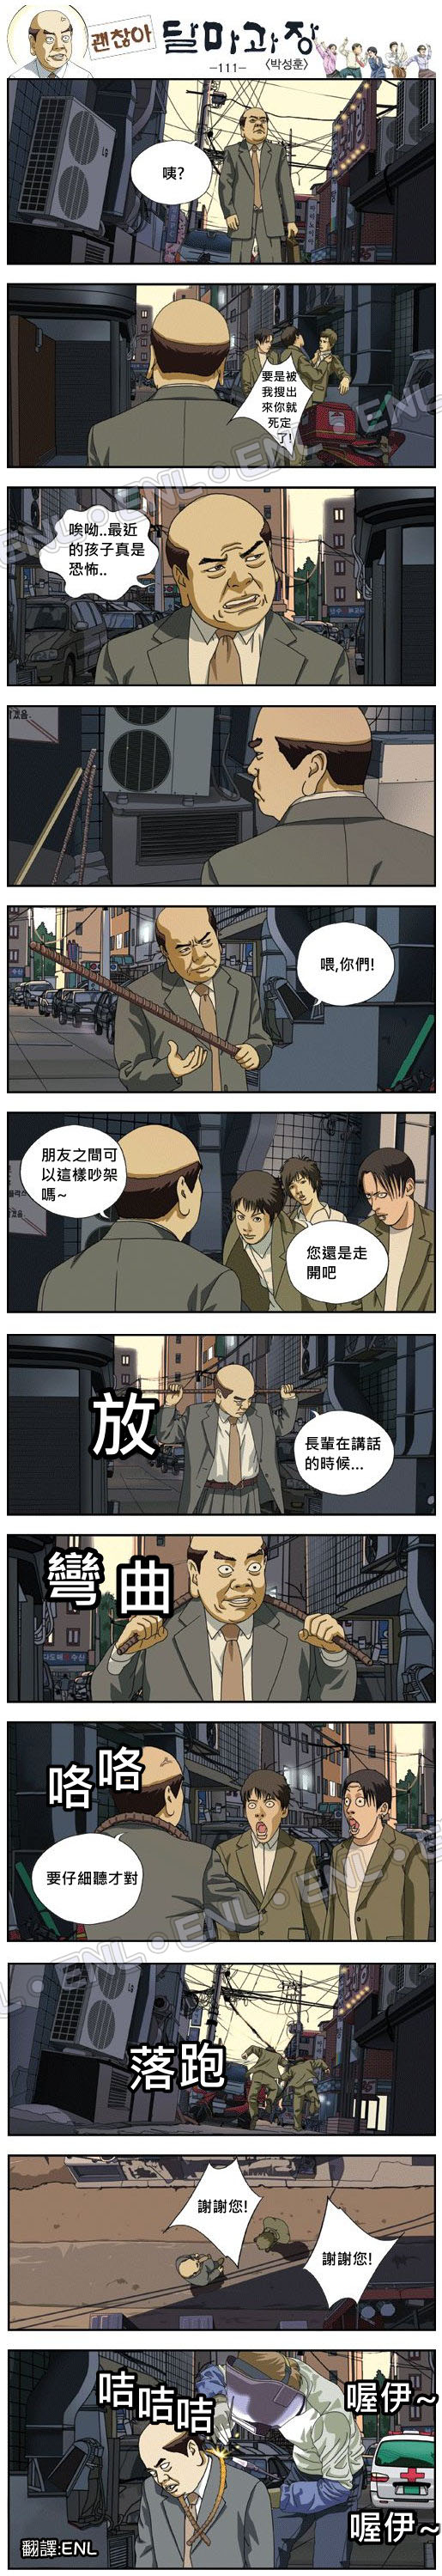 괜찮아
달마과장
-111-
<박성훈>
咦?
要是被
我搜出
來你就
死定
了!
唉呦..最近
的孩子真是
恐怖..
喂,你們!
朋友之間可
以這樣吵架
嗎~
您還是走
開吧
放
長輩在講話
的時候...
彎曲
咯咯
要仔細聽才對
落跑
謝謝您!
謝謝您!
咭咭咭
喔伊~
喔伊~
翻譯:ENL